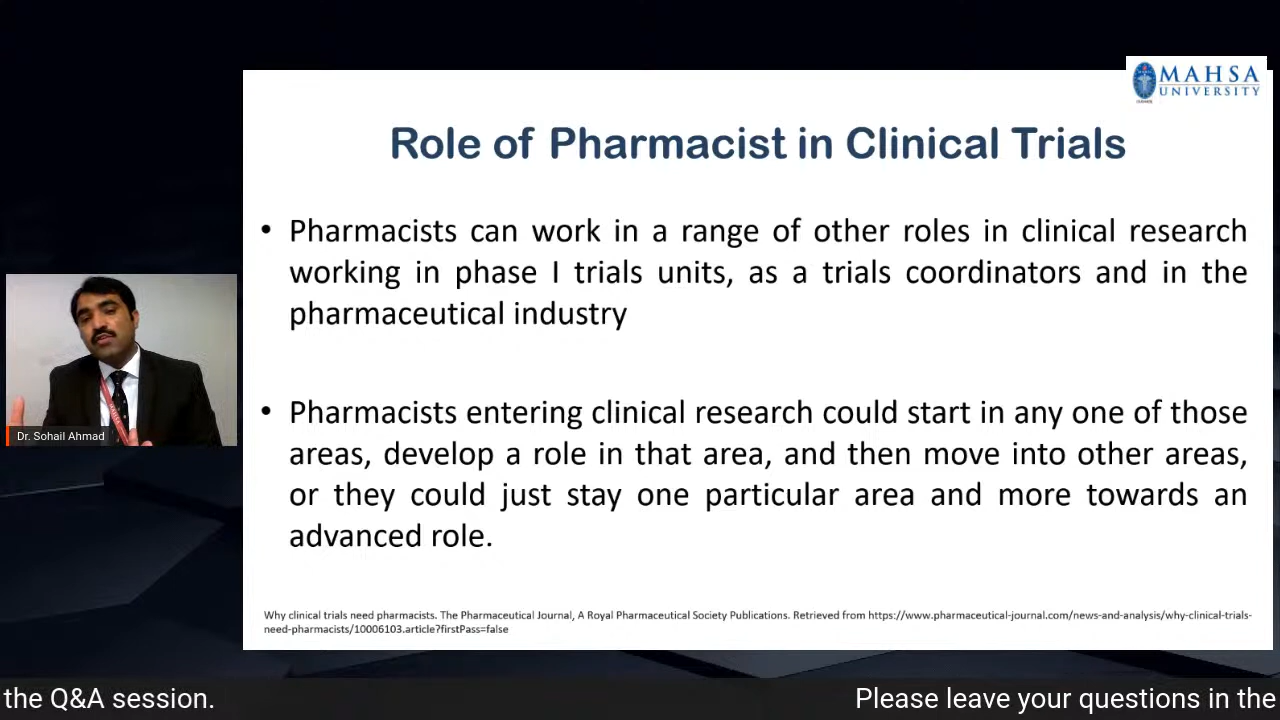 MAHSA
UNIVERSITY
Role of Pharmacist in Clinical Trials
• Pharmacists can work in a range of other roles in clinical research
working in phase I trials units, as a trials coordinators and in the
pharmaceutical industry
• Pharmacists entering clinical research could start in any one of those
areas, develop a role in that area, and then move into other areas,
or they could just stay one particular area and more towards an
advanced role.
Dr. Sohail Ahmad
Why clinical trials need pharmacists. The Pharmaceutical Journal, A Royal Pharmaceutical Society Publications. Retrieved from https://www.pharmaceutical-journal.com/news-and-analysis/why-clinical-trials-
need-pharmacists/10006103.article?firstPass=false
the Q&A session.
Please leave your questions in the